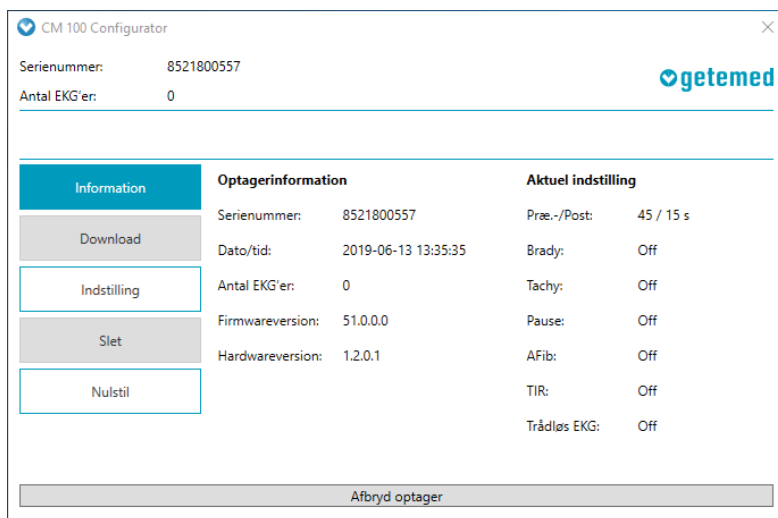 CM 100 Configurator
Serienummer: 8521800557
getemed
Antal EKG'er: 0
Information
Download
Indstilling
Slet
Nulstil
Optagerinformation
Serienummer: 8521800557
Dato/tid: 2019-06-13 13:35:35
Antal EKG'er: 0
Firmwareversion: 51.0.0.0
Hardwareversion: 1.2.0.1
Aktuel indstilling
Præ.-/Post: 45 / 15 s
Brady: Off
Tachy: Off
Pause: Off
AFib: Off
TIR: Off
Trådløs EKG: Off
Afbryd optager